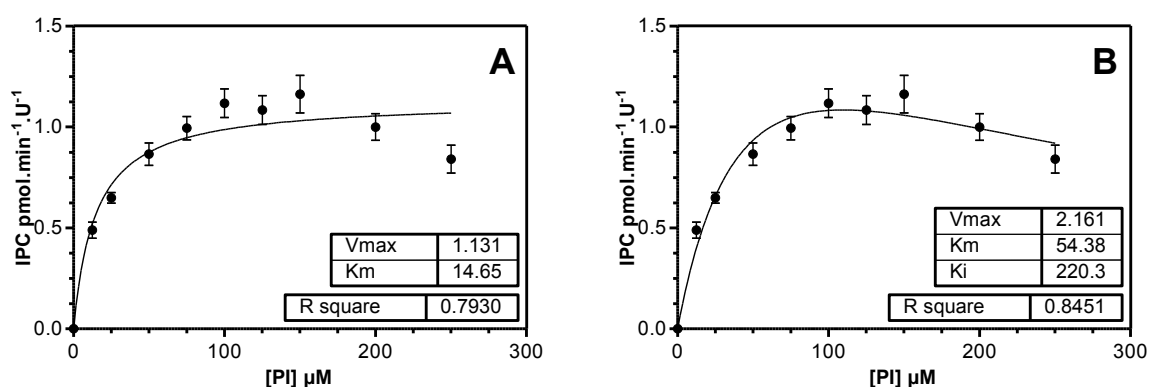 A
1.5
1.0
0.5
0.0
IPC pmol.min⁻¹.U⁻¹
Vmax 1.131
Km 14.65
R square 0.7930
0 50 100 150 200 250 300
[PI] µM
B
1.5
1.0
0.5
0.0
IPC pmol.min⁻¹.U⁻¹
Vmax 2.161
Km 54.38
Ki 220.3
R square 0.8451
0 100 200 300
[PI] µM